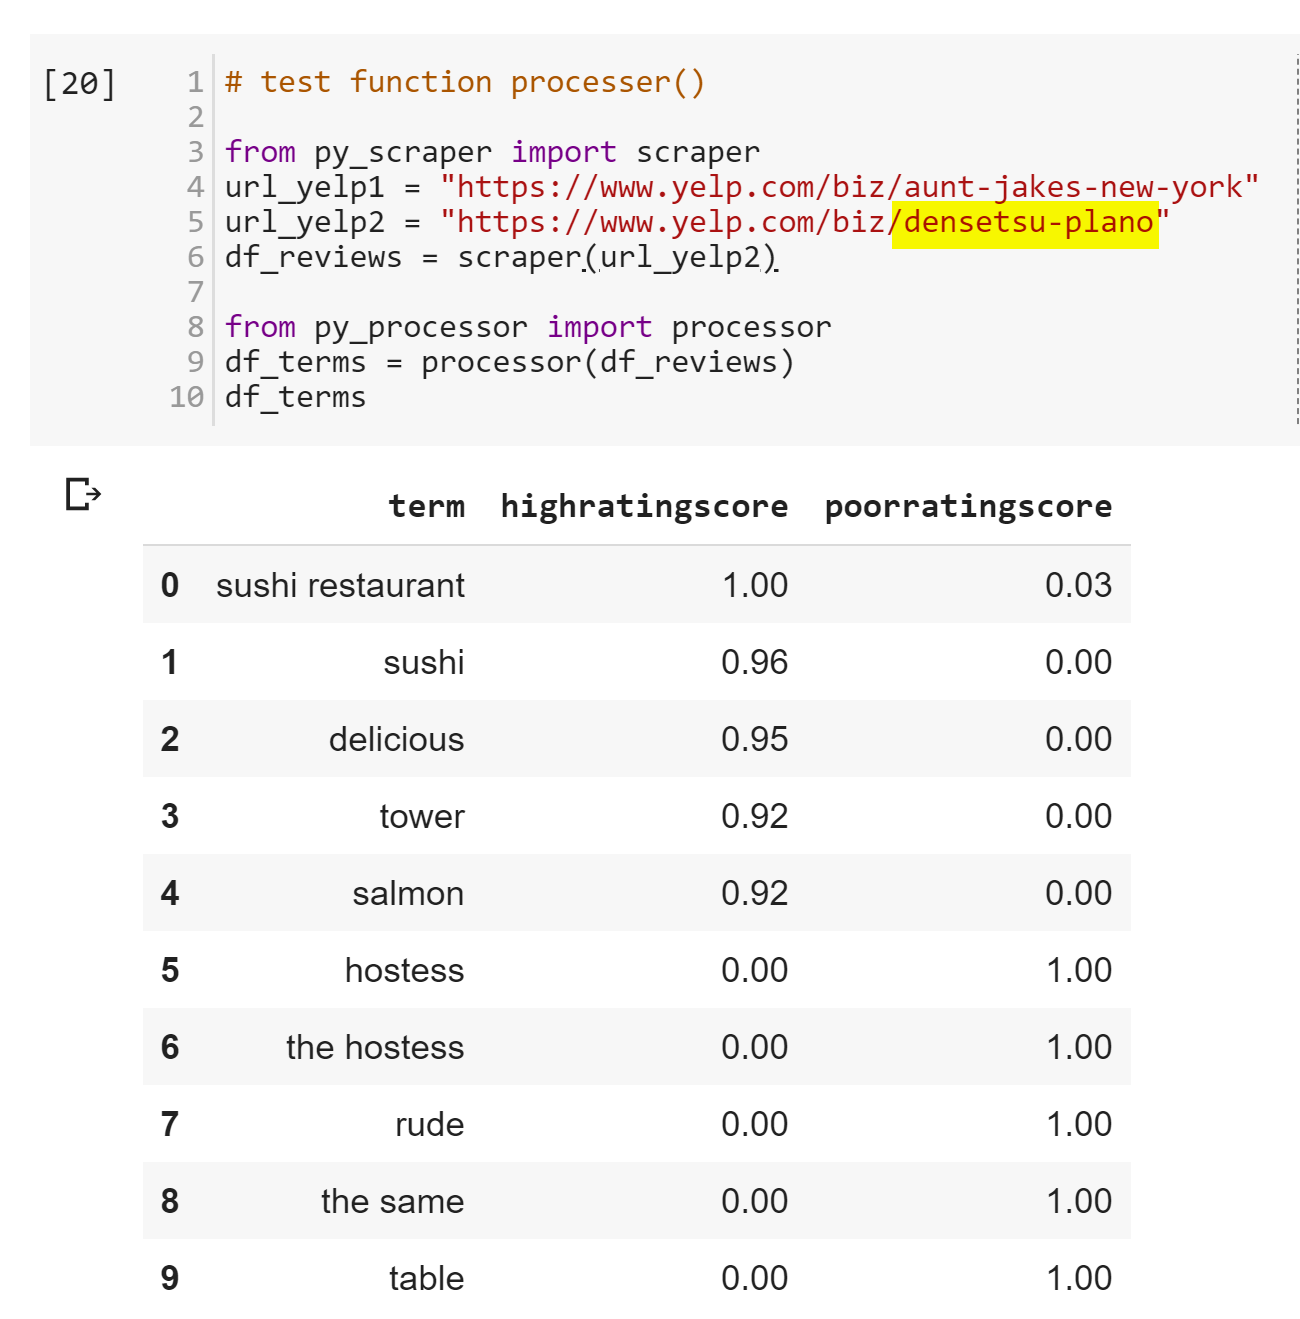 [20]
1 # test function processer()
2
3 from py_scraper import scraper
4 url_yelp1 = "https://www.yelp.com/biz/aunt-jakes-new-york"
5 url_yelp2 = "https://www.yelp.com/biz/densetsu-plano"
6 df_reviews = scraper(url_yelp2)
7
8 from py_processor import processor
9 df_terms = processor(df_reviews)
10 df_terms
term highratingscore poorratingscore
0 sushi restaurant 1.00 0.03
1 sushi 0.96 0.00
2 delicious 0.95 0.00
3 tower 0.92 0.00
4 salmon 0.92 0.00
5 hostess 0.00 1.00
6 the hostess 0.00 1.00
7 rude 0.00 1.00
8 the same 0.00 1.00
9 table 0.00 1.00